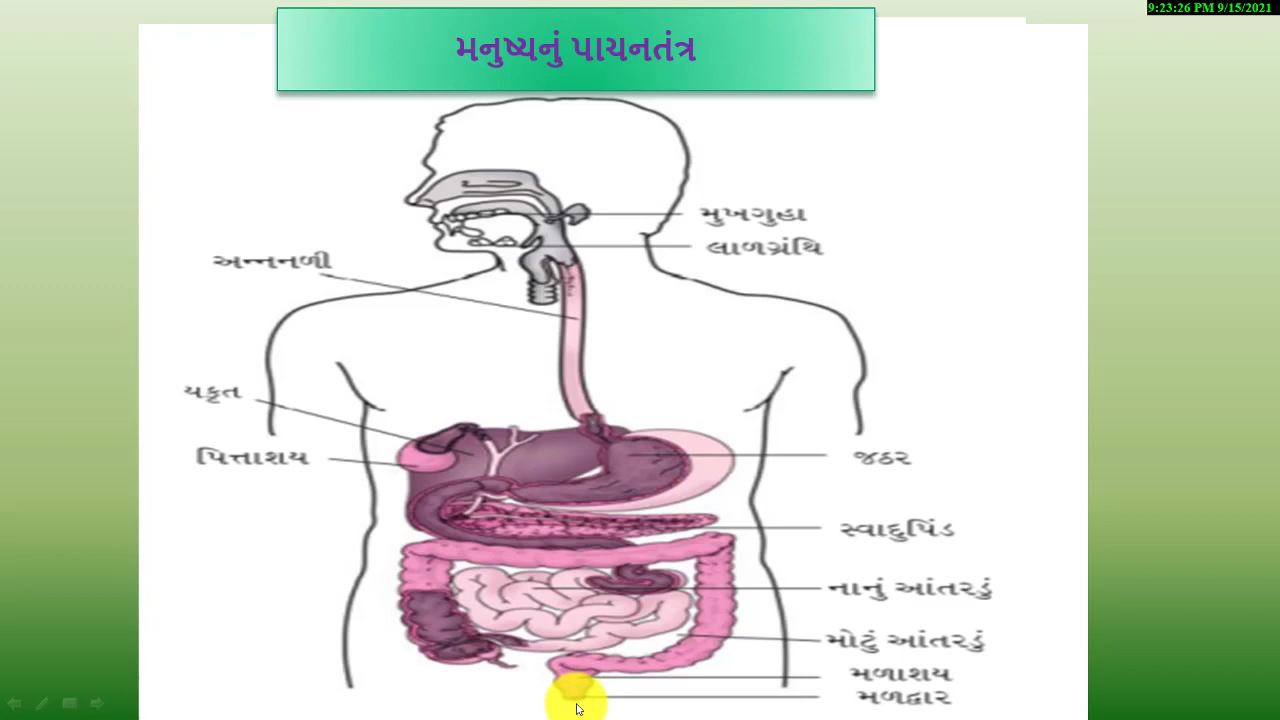 9:23:26 PM 9/15/2021
મનુષ્યનું પાચનતંત્ર
મુખગુહા
લાળગ્રંથિ
અન્નનળી
યકૃત
પિત્તાશય
જઠર
સ્વાદુપિંડ
નાનું આંતરડું
મોટું આંતરડું
મળાશય
મળદ્વાર